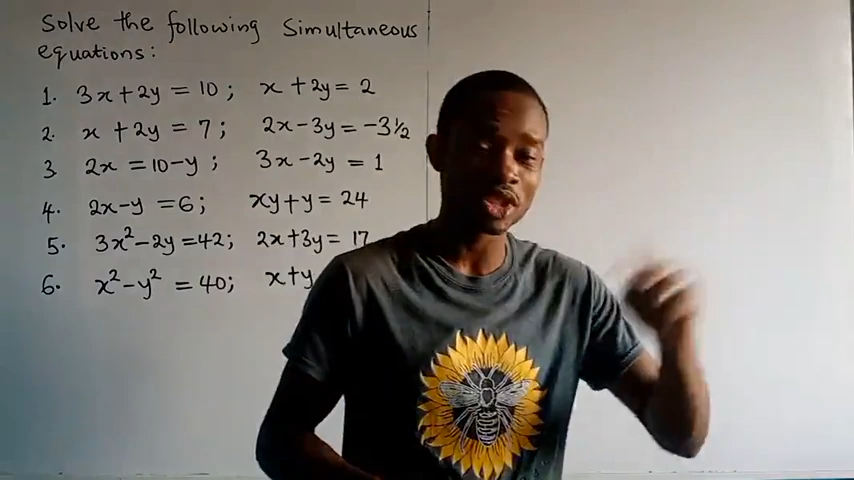 Solve the following Simultaneous
equations:
1. 3x+2y = 10; x+2y = 2
2. x+2y = 7; 2x-3y = -3½
3 2x = 10-y; 3x-2y = 1
4. 2x-y = 6; xy+y = 24
5. 3x²-2y = 42; 2x+3y = 17
6. x²-y² = 40; x+y